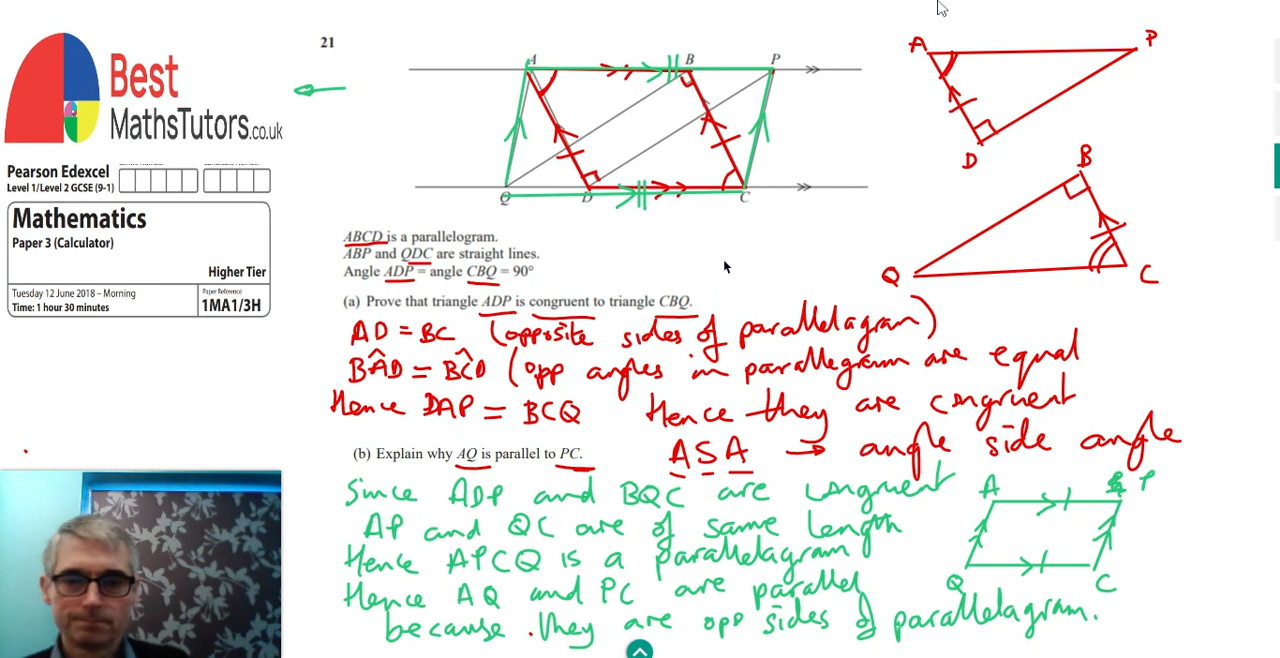 Best
MathsTutors.co.uk
Pearson Edexcel
Level 1/Level 2 GCSE (9-1)
Mathematics
Paper 3 (Calculator)
Higher Tier
Tuesday 12 June 2018 – Morning
Time: 1 hour 30 minutes
Paper Reference
1MA1/3H
21
A B P
Q D C
A P
D
B
Q C
ABCD is a parallelogram.
ABP and QDC are straight lines.
Angle ADP = angle CBQ = 90°
(a) Prove that triangle ADP is congruent to triangle CBQ.
AD = BC (opposite sides of parallelagram)
BÂD = BĈD (opp angles in parallegram are equal
Hence DAP = BCQ Hence they are congruent
ASA → angle side angle
(b) Explain why AQ is parallel to PC.
Since ADP and BQC are congruent
AP and QC are of same length
Hence APCQ is a parallelagram
Hence AQ and PC are parallel
because they are opp sides of parallelagram.
A P
Q C